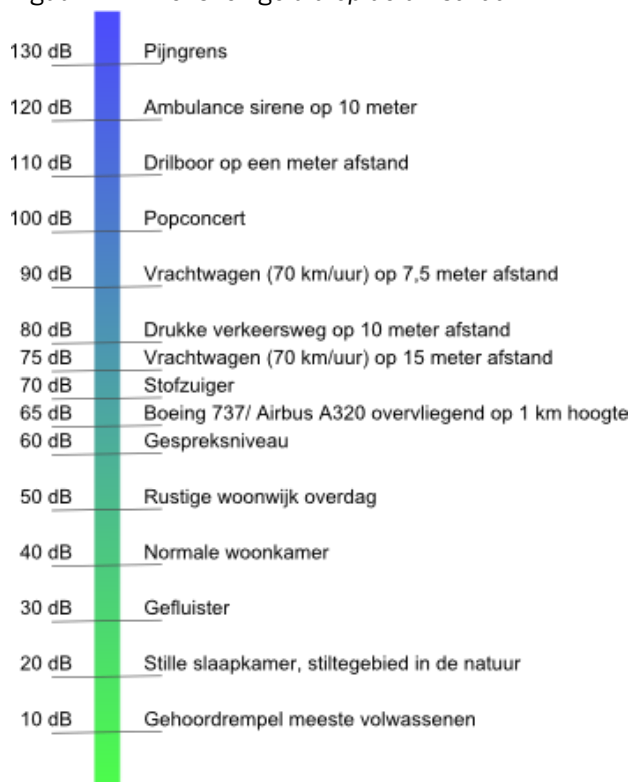 130 dB Pijngrens
120 dB Ambulance sirene op 10 meter
110 dB Drilboor op een meter afstand
100 dB Popconcert
90 dB Vrachtwagen (70 km/uur) op 7,5 meter afstand
80 dB Drukke verkeersweg op 10 meter afstand
75 dB Vrachtwagen (70 km/uur) op 15 meter afstand
70 dB Stofzuiger
65 dB Boeing 737/ Airbus A320 overvliegend op 1 km hoogte
60 dB Gespreksniveau
50 dB Rustige woonwijk overdag
40 dB Normale woonkamer
30 dB Gefluister
20 dB Stille slaapkamer, stiltegebied in de natuur
10 dB Gehoordrempel meeste volwassenen